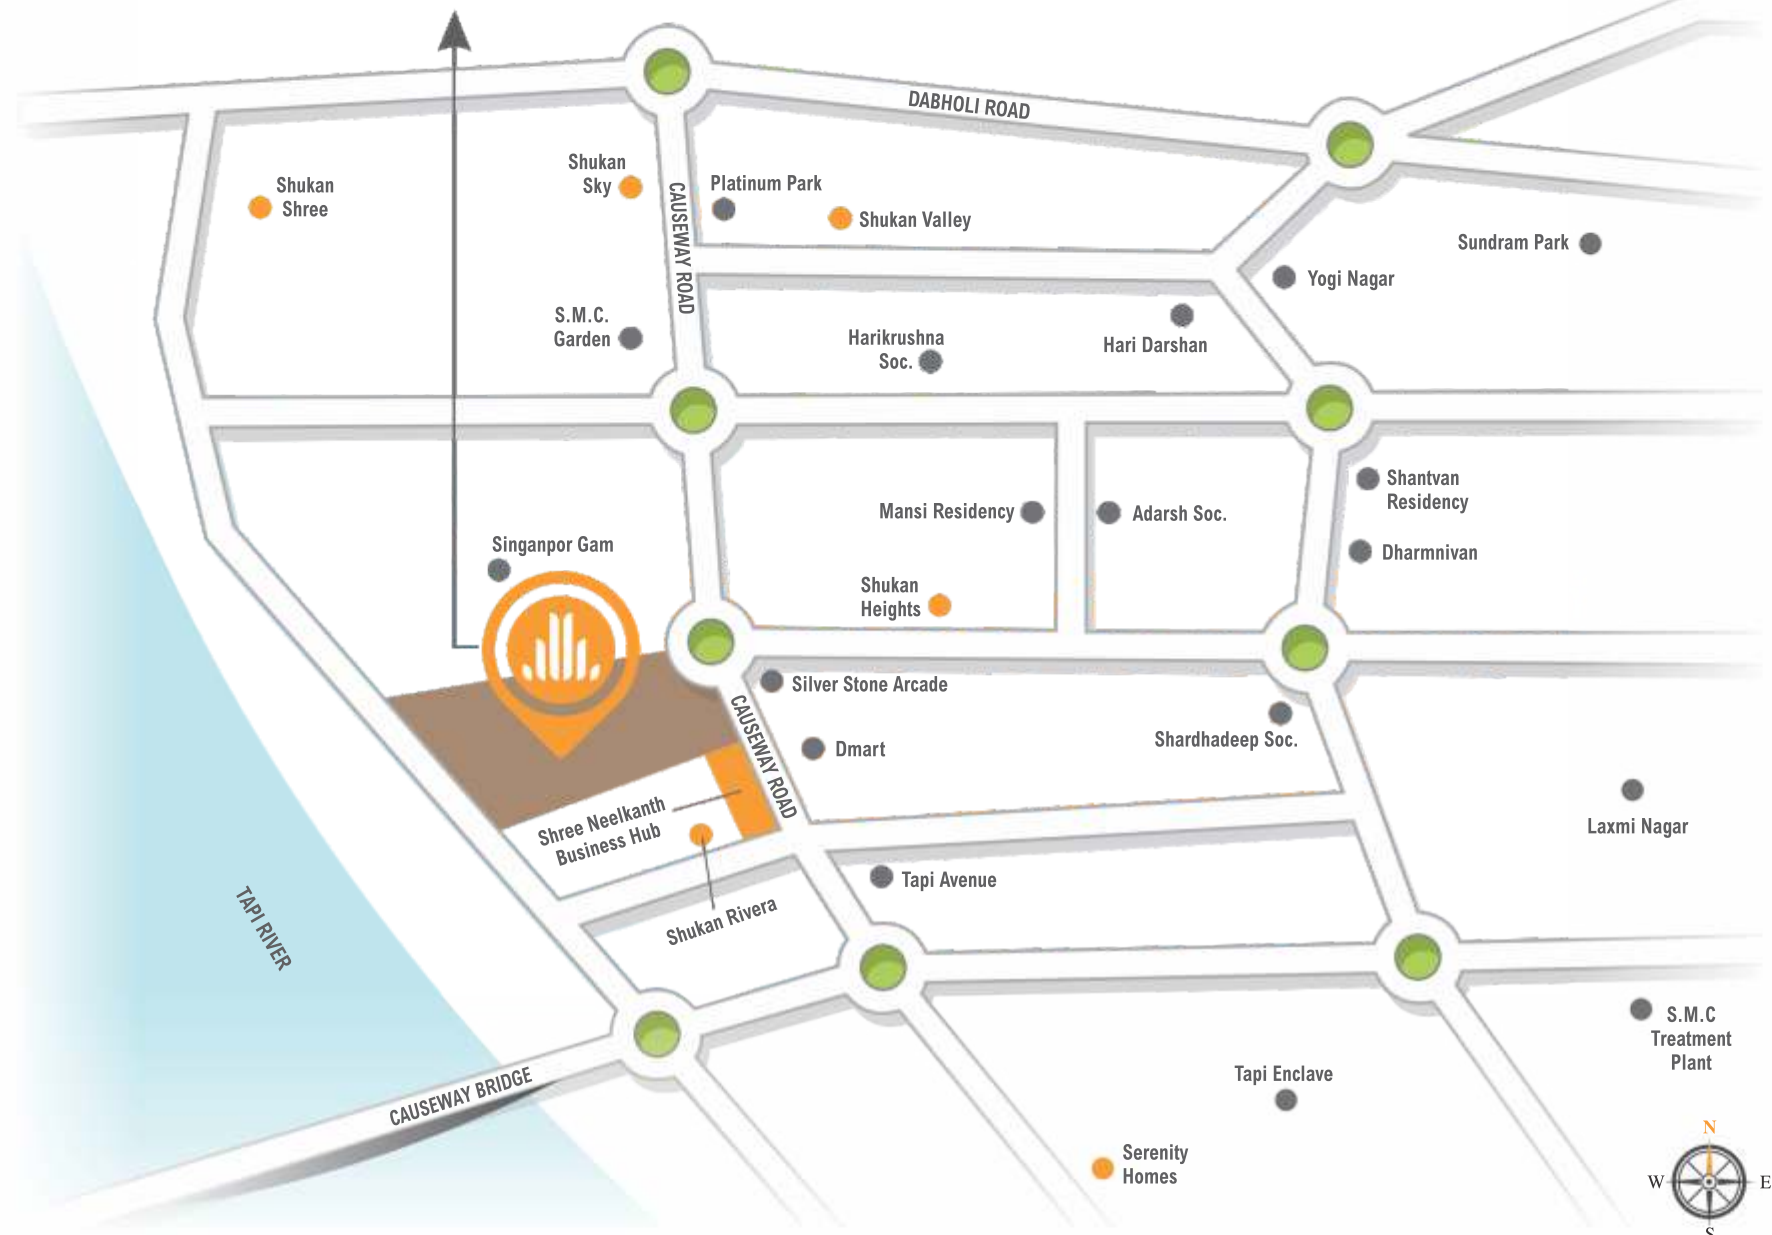 DABHOLI ROAD
Shukan
Sky
Platinum Park
Shukan
Shree
Shukan Valley
CAUSEWAY ROAD
Sundram Park
Yogi Nagar
S.M.C.
Garden
Harikrushna
Soc.
Hari Darshan
Shantvan
Residency
Mansi Residency
Adarsh Soc.
Singanpor Gam
Dharmnivan
Shukan
Heights
Silver Stone Arcade
CAUSEWAY ROAD
Dmart
Shardhadeep Soc.
Shree Neelkanth
Business Hub
Laxmi Nagar
Tapi Avenue
Shukan Rivera
TAPI RIVER
S.M.C
Treatment
Plant
CAUSEWAY BRIDGE
Tapi Enclave
Serenity
Homes
N
W
E
S